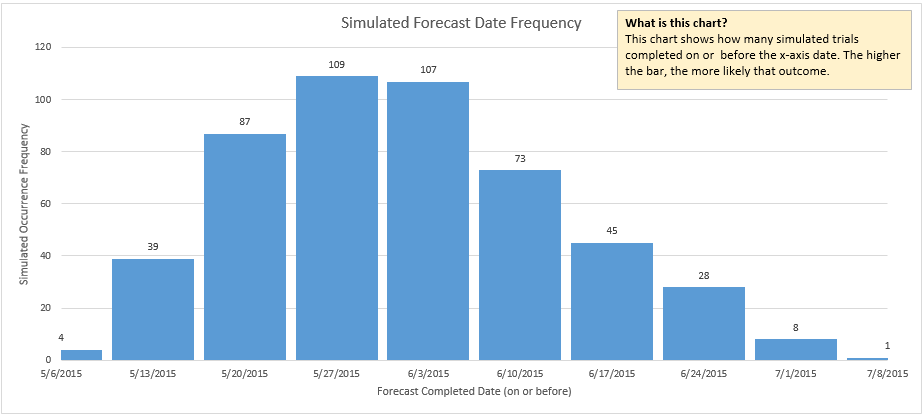 Simulated Forecast Date Frequency
What is this chart?
This chart shows how many simulated trials
completed on or  before the x-axis date. The higher
the bar, the more likely that outcome.
Simulated Occurrence Frequency
120
100
80
60
40
20
0
4
39
87
109
107
73
45
28
8
1
5/6/2015 5/13/2015 5/20/2015 5/27/2015 6/3/2015 6/10/2015 6/17/2015 6/24/2015 7/1/2015 7/8/2015
Forecast Completed Date (on or before)